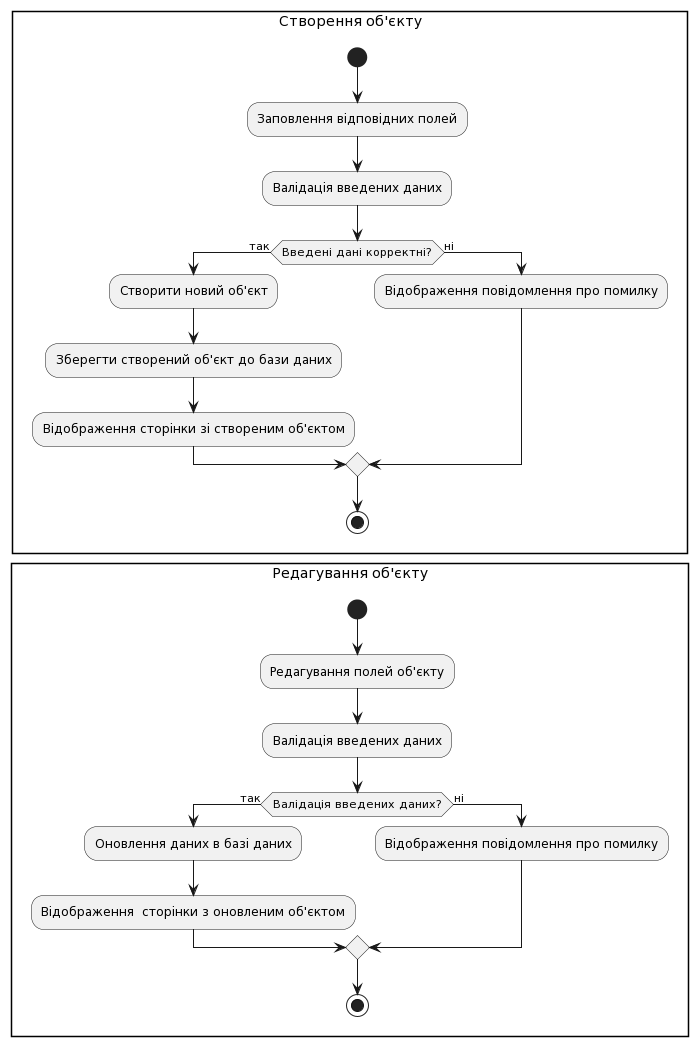 Створення об'єкту
Заповлення відповідних полей
Валідація введених даних
так
Введені дані корректні?
ні
Створити новий об'єкт
Відображення повідомлення про помилку
Зберегти створений об'єкт до бази даних
Відображення сторінки зі створеним об'єктом
Редагування об'єкту
Редагування полей об'єкту
Валідація введених даних
так
Валідація введених даних?
ні
Оновлення даних в базі даних
Відображення повідомлення про помилку
Відображення  сторінки з оновленим об'єктом